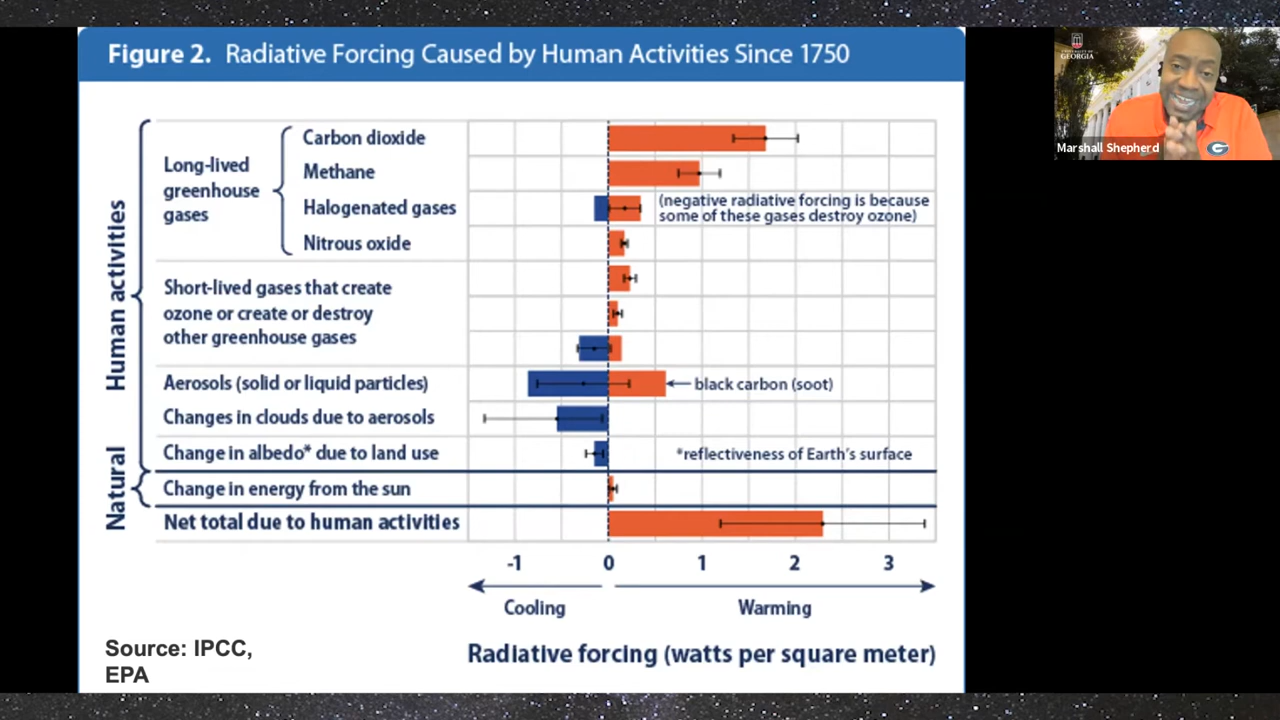 Figure 2. Radiative Forcing Caused by Human Activities Since 1750
UNIVERSITY OF
GEORGIA
Marshall Shepherd
G
Human activities
Natural
Long-lived
greenhouse
gases
Carbon dioxide
Methane
Halogenated gases
(negative radiative forcing is because
some of these gases destroy ozone)
Nitrous oxide
Short-lived gases that create
ozone or create or destroy
other greenhouse gases
Aerosols (solid or liquid particles)
black carbon (soot)
Changes in clouds due to aerosols
Change in albedo* due to land use
*reflectiveness of Earth's surface
Change in energy from the sun
Net total due to human activities
-1 0 1 2 3
Cooling Warming
Radiative forcing (watts per square meter)
Source: IPCC,
EPA